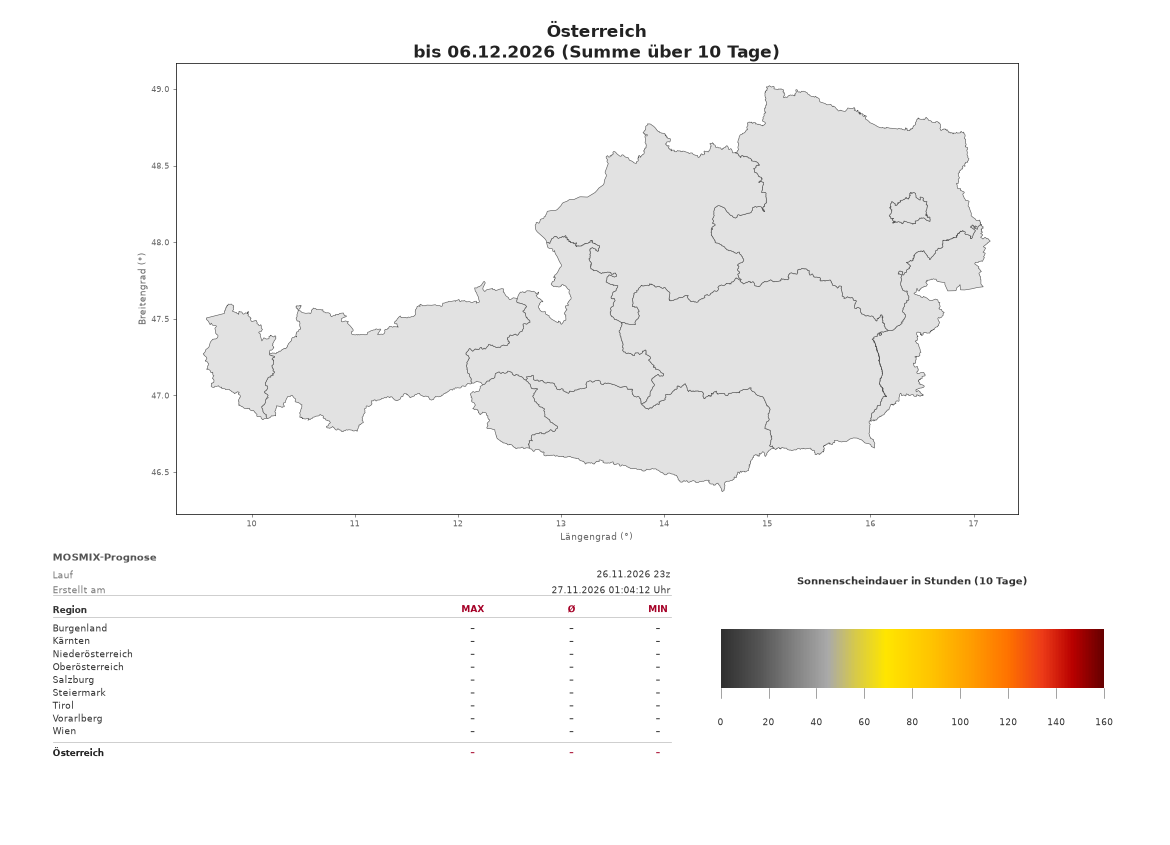 Österreich
bis 06.12.2026 (Summe über 10 Tage)
49.0
48.5
48.0
47.5
47.0
46.5
Breitengrad (°)
10 11 12 13 14 15 16 17
Längengrad (°)
MOSMIX-Prognose
Lauf 26.11.2026 23z
Erstellt am 27.11.2026 01:04:12 Uhr
Region MAX Ø MIN
Burgenland – – –
Kärnten – – –
Niederösterreich – – –
Oberösterreich – – –
Salzburg – – –
Steiermark – – –
Tirol – – –
Vorarlberg – – –
Wien – – –
Österreich – – –
Sonnenscheindauer in Stunden (10 Tage)
0 20 40 60 80 100 120 140 160